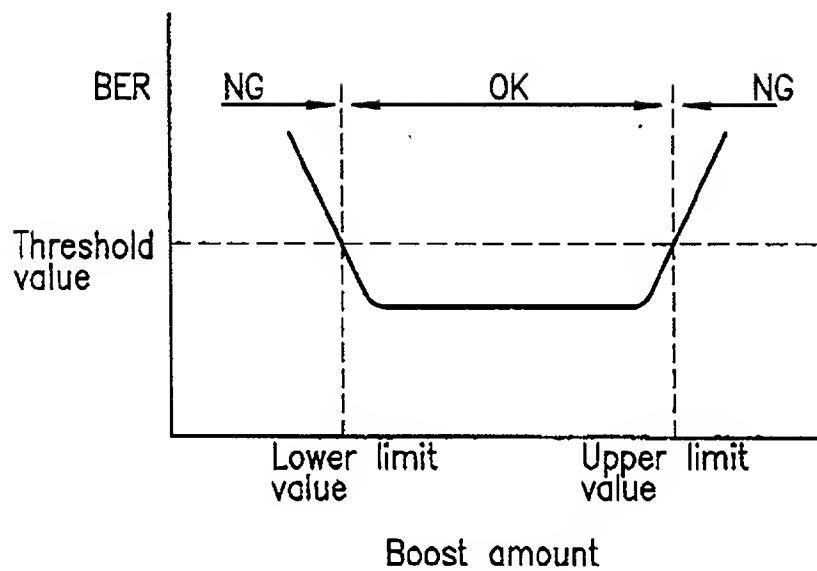 BER
NG
OK
NG
Threshold
value
Lower limit
value
Upper limit
value
Boost amount